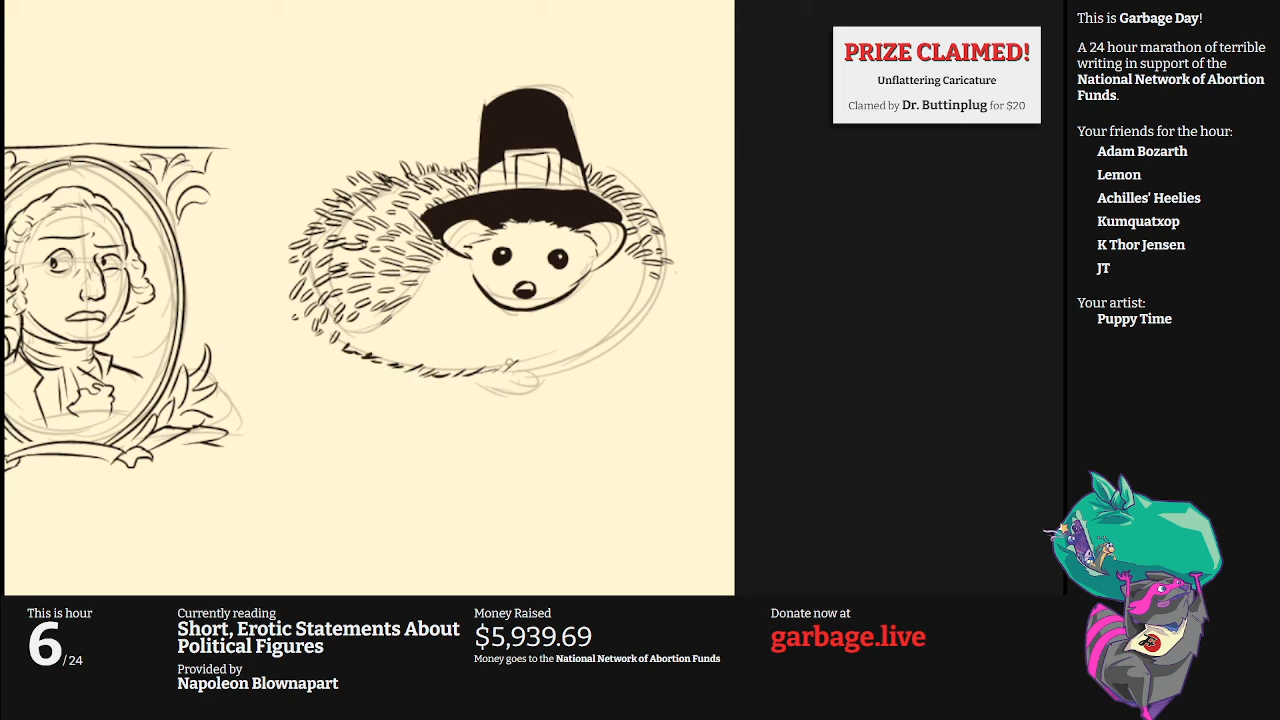 PRIZE CLAIMED!
Unflattering Caricature
Clamed by Dr. Buttinplug for $20
This is Garbage Day!
A 24 hour marathon of terrible
writing in support of the
National Network of Abortion
Funds.
Your friends for the hour:
Adam Bozarth
Lemon
Achilles' Heelies
Kumquatxop
K Thor Jensen
JT
Your artist:
Puppy Time
This is hour
6/24
Currently reading
Short, Erotic Statements About
Political Figures
Provided by
Napoleon Blownapart
Money Raised
$5,939.69
Money goes to the National Network of Abortion Funds
Donate now at
garbage.live